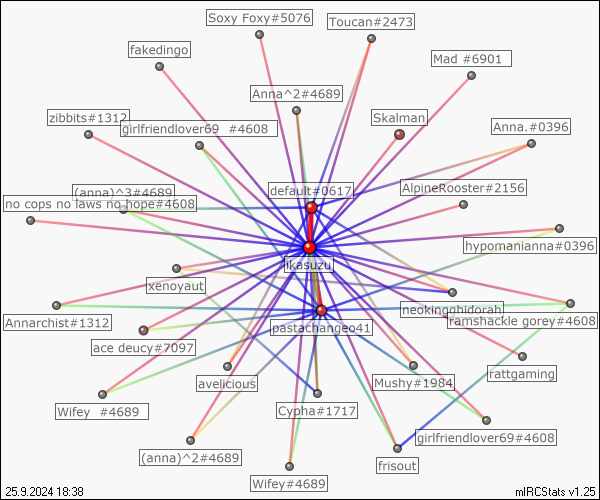 Soxy Foxy#5076
Toucan#2473
fakedingo
Mad #6901
Anna^2#4689
zibbits#1312
girlfriendlover69 #4608
Skalman
Anna.#0396
(anna)^3#4689
default#0617
AlpineRooster#2156
no cops no laws no hope#4608
hypomanianna#0396
ikasuzu
xenoyaut
neokingghidorah
Annarchist#1312
pastachange041
ramshackle gorey#4608
ace deucy#7097
rattgaming
avelicious
Mushy#1984
Wifey #4689
Cypha#1717
girlfriendlover69#4608
(anna)^2#4689
frisout
Wifey#4689
25.9.2024 18:38
mIRCStats v1.25